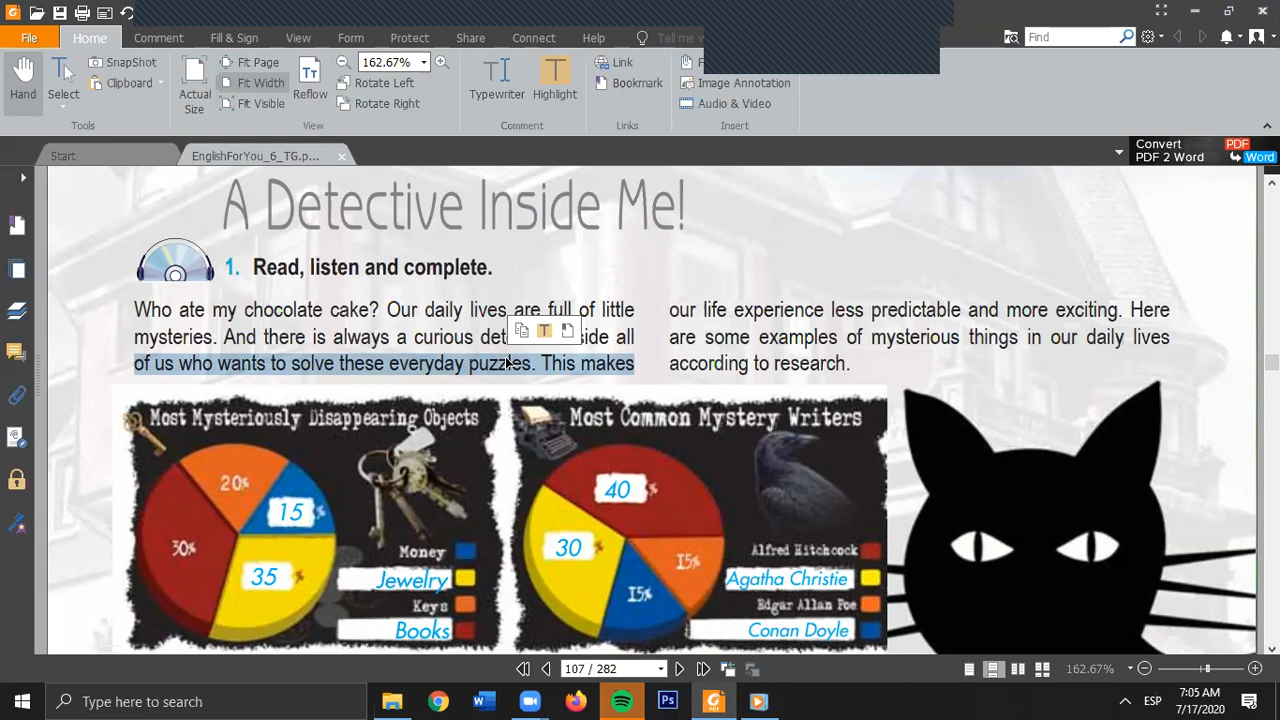 File
Home
Comment
Fill & Sign
View
Form
Protect
Share
Connect
Help
Tell me
Find
Hand
Select
SnapShot
Clipboard
Tools
Actual Size
Fit Page
Fit Width
Fit Visible
Reflow
162.67%
Rotate Left
Rotate Right
View
Typewriter
Highlight
Comment
Link
Bookmark
Links
Image Annotation
Audio & Video
Insert
Start
EnglishForYou_6_TG.p...
Convert PDF
PDF 2 Word Word
A Detective Inside Me!
1. Read, listen and complete.
Who ate my chocolate cake? Our daily lives are full of little
mysteries. And there is always a curious side all
of us who wants to solve these everyday puzzles. This makes
our life experience less predictable and more exciting. Here
are some examples of mysterious things in our daily lives
according to research.
Most Mysteriously Disappearing Objects
20%
15%
30%
35%
Money
Jewelry
Keys
Books
Most Common Mystery Writers
40%
30%
15%
15%
Alfred Hitchcock
Agatha Christie
Edgar Allan Poe
Conan Doyle
107 / 282
162.67%
Type here to search
ESP
7:05 AM
7/17/2020